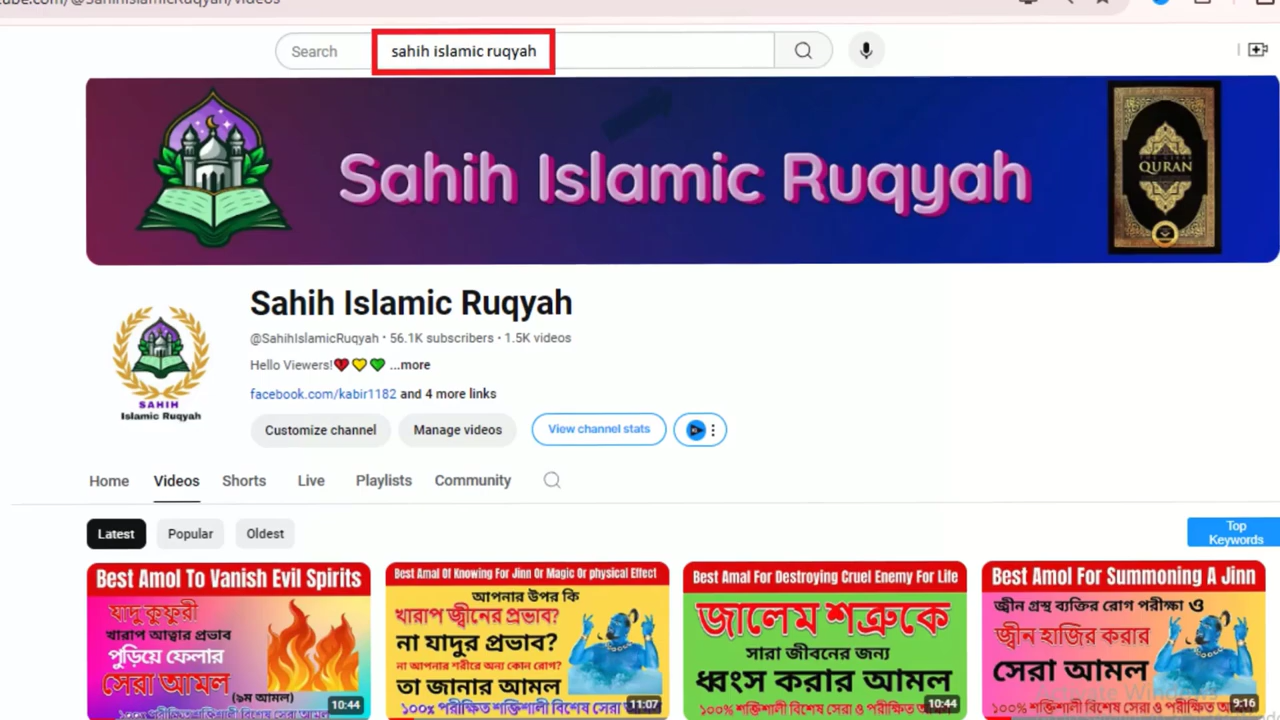 Search
sahih islamic ruqyah
Sahih Islamic Ruqyah
QURAN
SAHIH
Islamic Ruqyah
Sahih Islamic Ruqyah
@SahihIslamicRuqyah • 56.1K subscribers • 1.5K videos
Hello Viewers!❤️💛💚 ...more
facebook.com/kabir1182 and 4 more links
Customize channel
Manage videos
View channel stats
Home
Videos
Shorts
Live
Playlists
Community
Latest
Popular
Oldest
Top
Keywords
Best Amol To Vanish Evil Spirits
যাদু কুফুরী
খারাপ আত্বার প্রভাব
পুড়িয়ে ফেলার
সেরা আমল
(৯ম আমল)
10:44
Best Amal Of Knowing For Jinn Or Magic Or physical Effect
আপনার উপর কি
খারাপ জ্বীনের প্রভাব?
না যাদুর প্রভাব?
না আপনার শরীরে অন্য কোন রোগ?
তা জানার আমল
১০০% পরীক্ষিত শক্তিশালী বিশেষ সেরা
11:07
Best Amal For Destroying Cruel Enemy For Life
জালেম শত্রুকে
সারা জীবনের জন্য
ধ্বংস করার আমল
১০০% শক্তিশালী বিশেষ সেরা ও পরীক্ষিত
10:44
Best Amol For Summoning A Jinn
জ্বীন গ্রস্থ ব্যক্তির রোগ পরীক্ষা ও
জ্বীন হাজির করার
সেরা আমল
১০০% শক্তিশালী বিশেষ সেরা ও পরীক্ষিত
9:16
Activate Windows